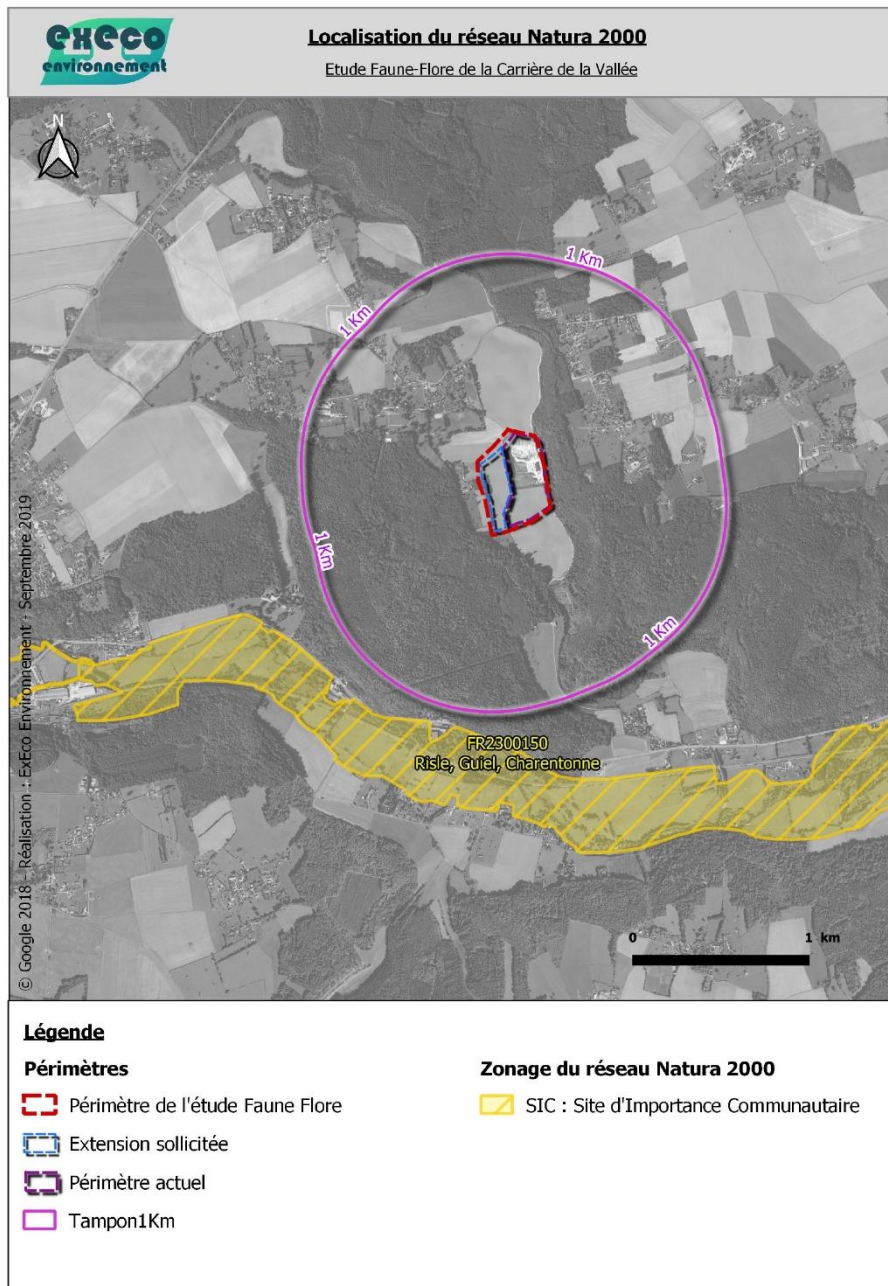 execo
environnement
Localisation du réseau Natura 2000
Etude Faune-Flore de la Carrière de la Vallée
N
1 Km
1 Km
1 Km
1 Km
FR2300150
Risle, Guiel, Charentonne
0 1 km
© Google 2018 - Réalisation : ExEco Environnement - Septembre 2019
Légende
Périmètres
Périmètre de l'étude Faune Flore
Extension sollicitée
Périmètre actuel
Tampon1Km
Zonage du réseau Natura 2000
SIC : Site d'Importance Communautaire